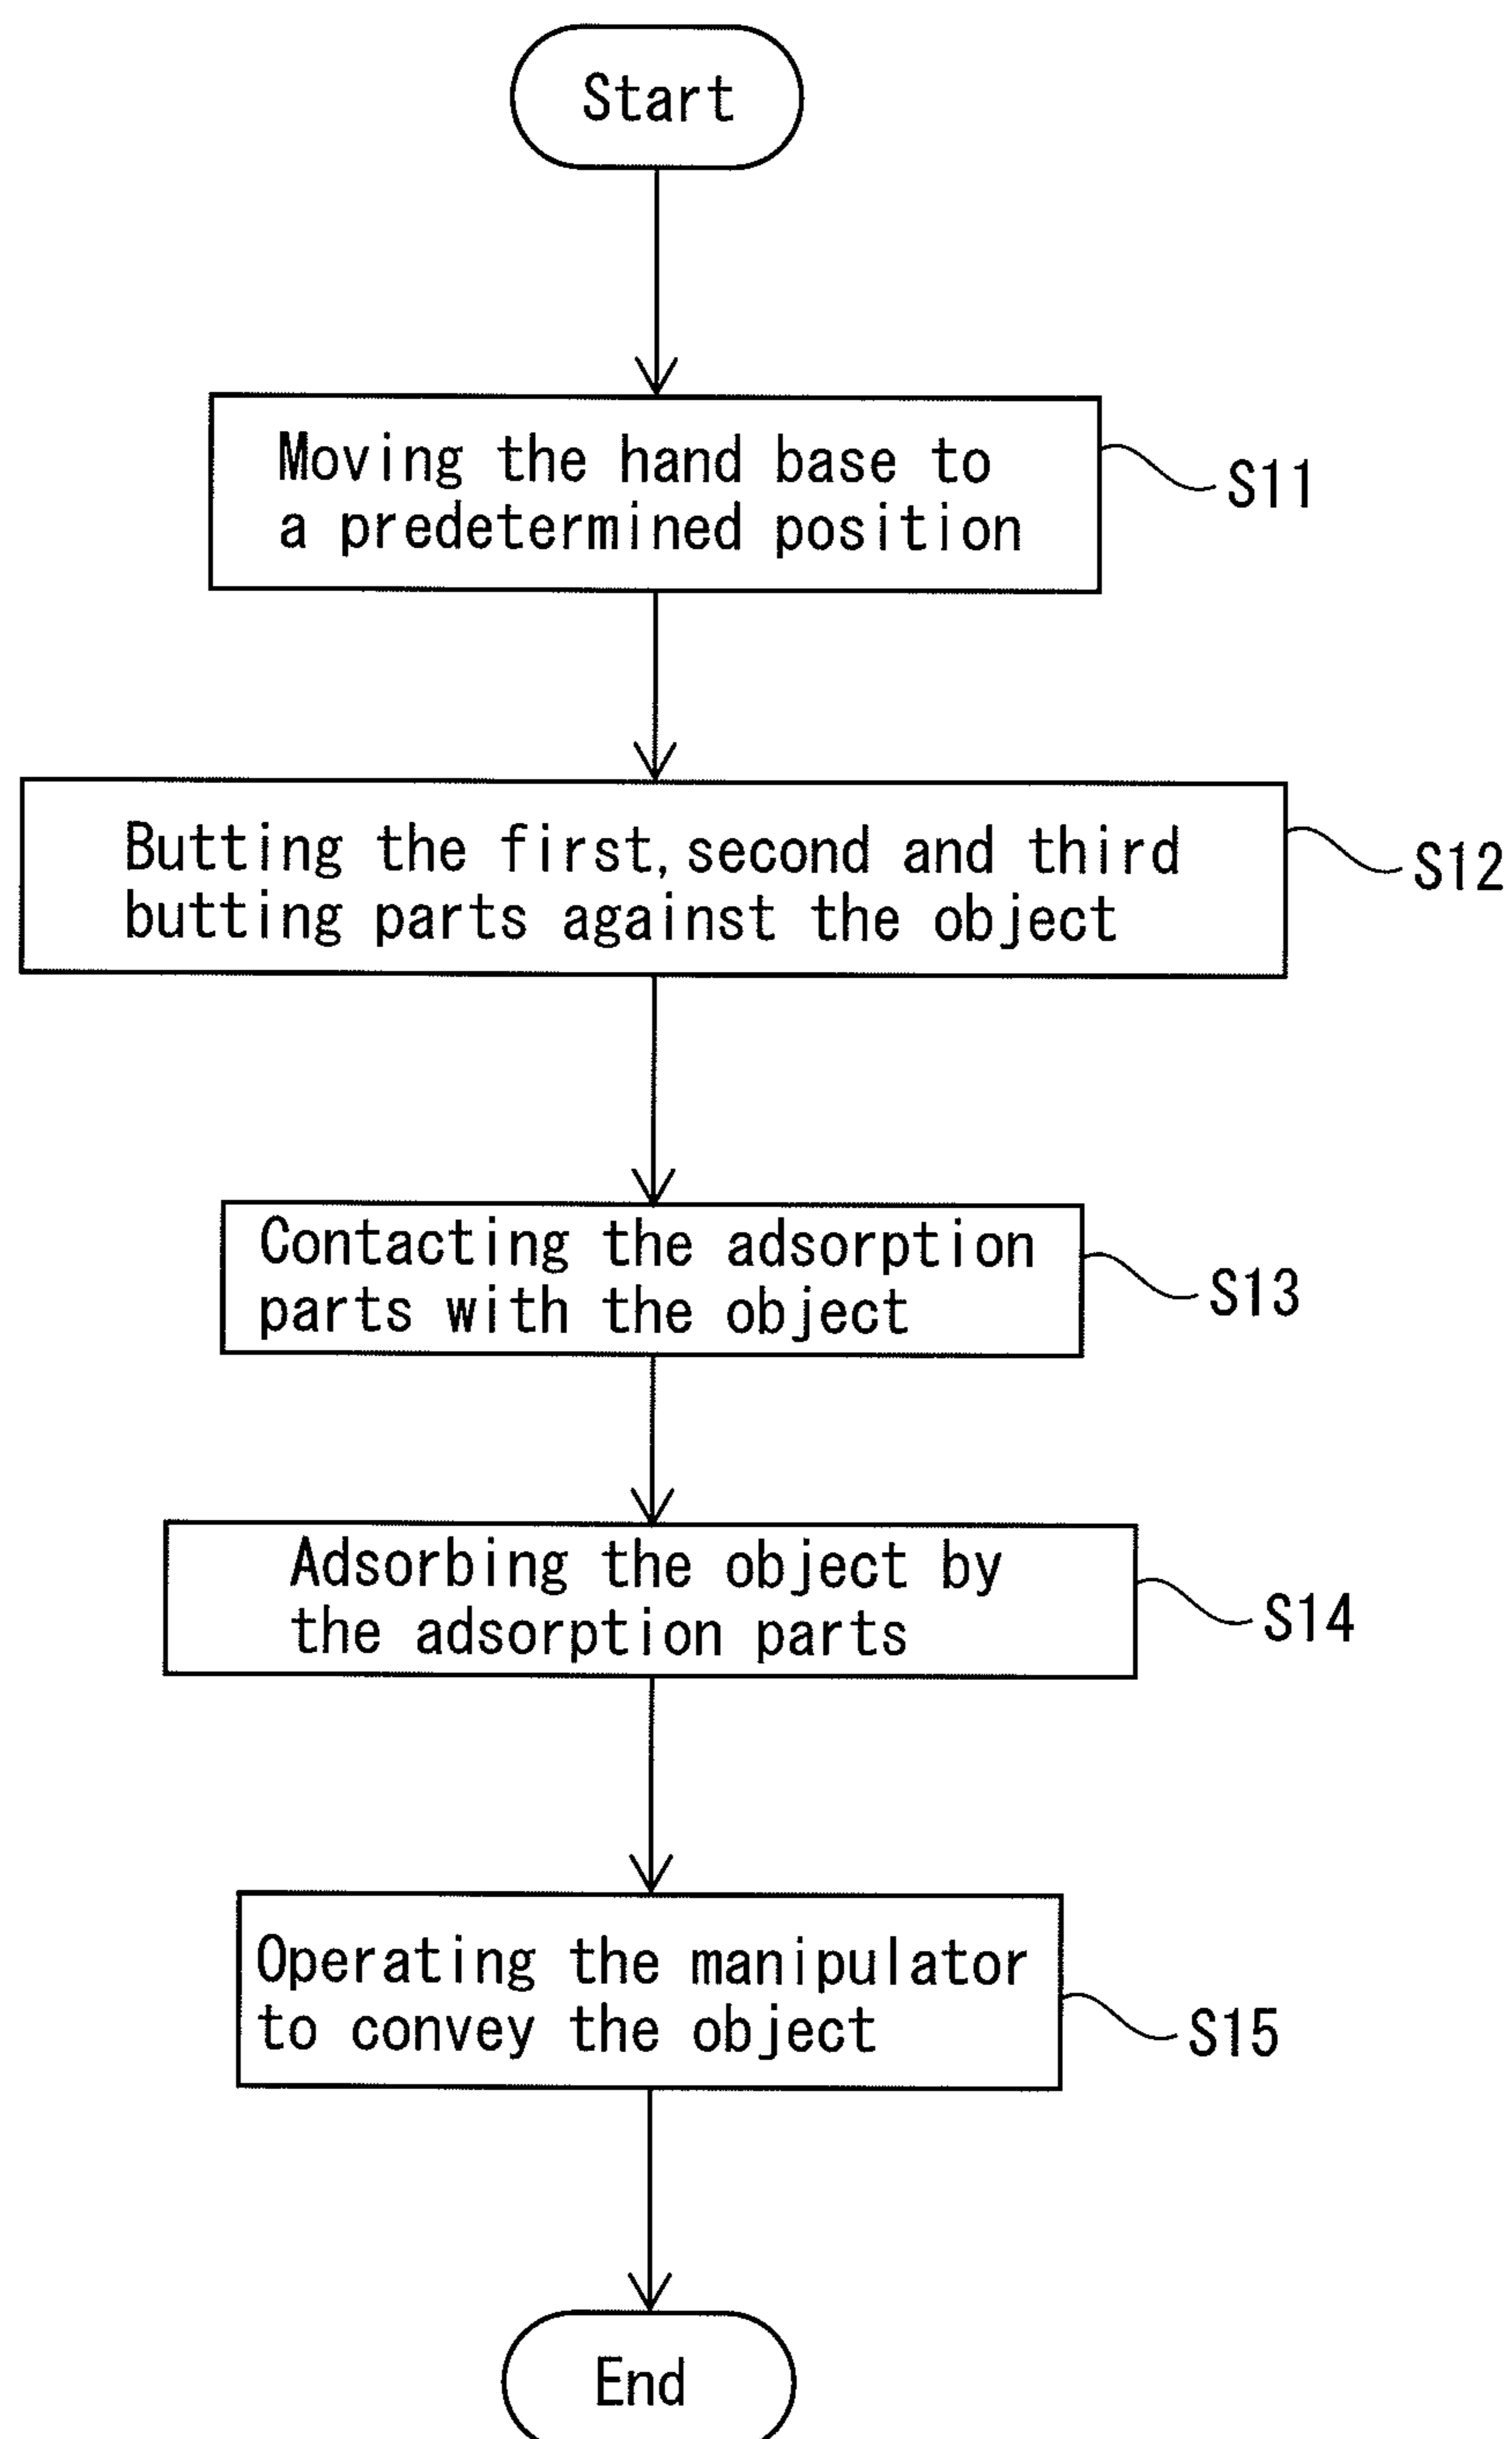 Start
Moving the hand base to
a predetermined position
S11
Butting the first, second and third
butting parts against the object
S12
Contacting the adsorption
parts with the object
S13
Adsorbing the object by
the adsorption parts
S14
Operating the manipulator
to convey the object
S15
End